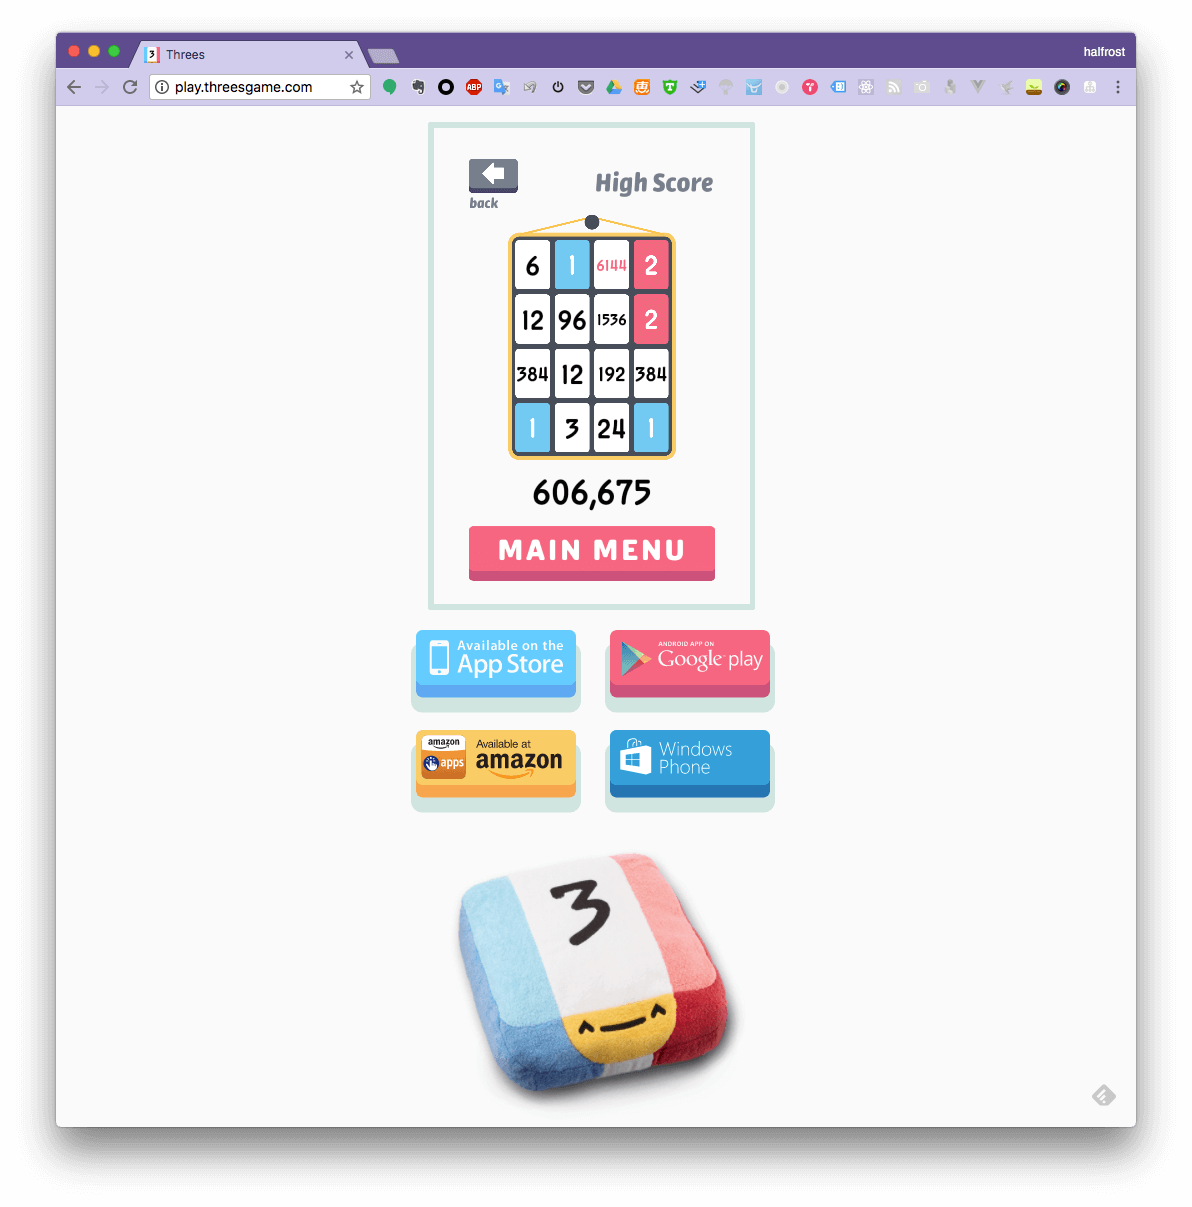 Threes
halfrost
play.threesgame.com
ABP
back
High Score
6 1 6144 2
12 96 1536 2
384 12 192 384
1 3 24 1
606,675
MAIN MENU
Available on the
App Store
ANDROID APP ON
Google play
amazon
apps
Available at
amazon
Windows
Phone
3